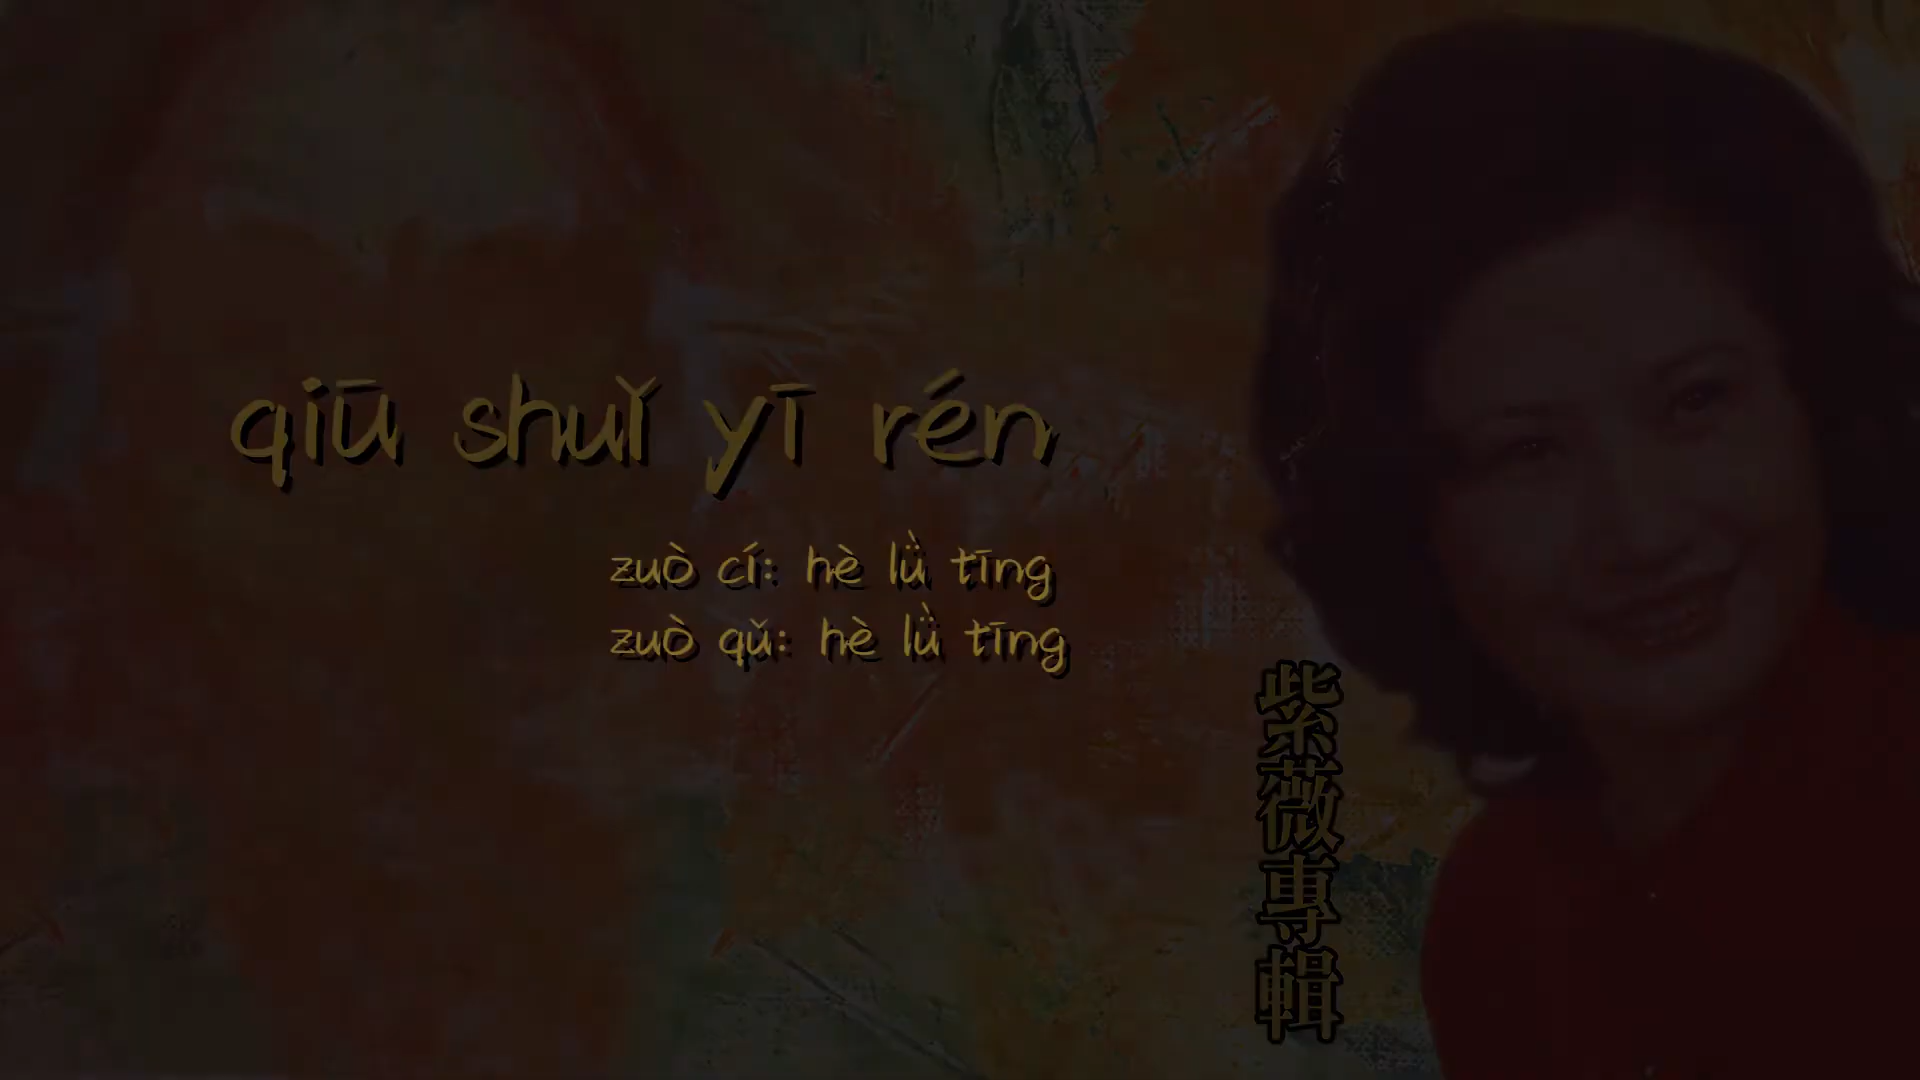 qiū shuǐ yī rén
zuò cí: hè lǜ tīng
zuò qǔ: hè lǜ tīng
紫薇專輯